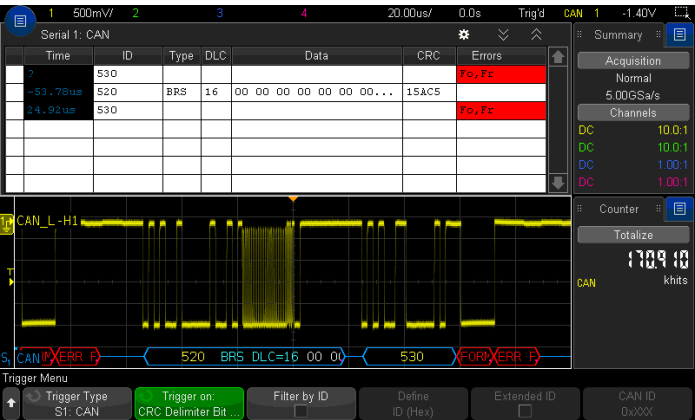 1 500mV/ 2 3 4 20.00us/ 0.0s Trig'd CAN 1 -1.40V
Serial 1: CAN
Time ID Type DLC Data CRC Errors
? 530 Fo,Fr
-53.78us 520 BRS 16 00 00 00 00 00 00 00... 15AC5
24.92us 530 Fo,Fr
Summary
Acquisition
Normal
5.00GSa/s
Channels
DC 10.0:1
DC 10.0:1
DC 1.00:1
DC 1.00:1
Counter
Totalize
170.910
CAN khits
CAN_L-H1
T
S1 CAN ERR F 520 BRS DLC=16 00 00 530 FORM ERR F
Trigger Menu
Trigger Type
S1: CAN
Trigger on:
CRC Delimiter Bit ...
Filter by ID
Define
ID (Hex)
Extended ID
CAN ID
0xXXX